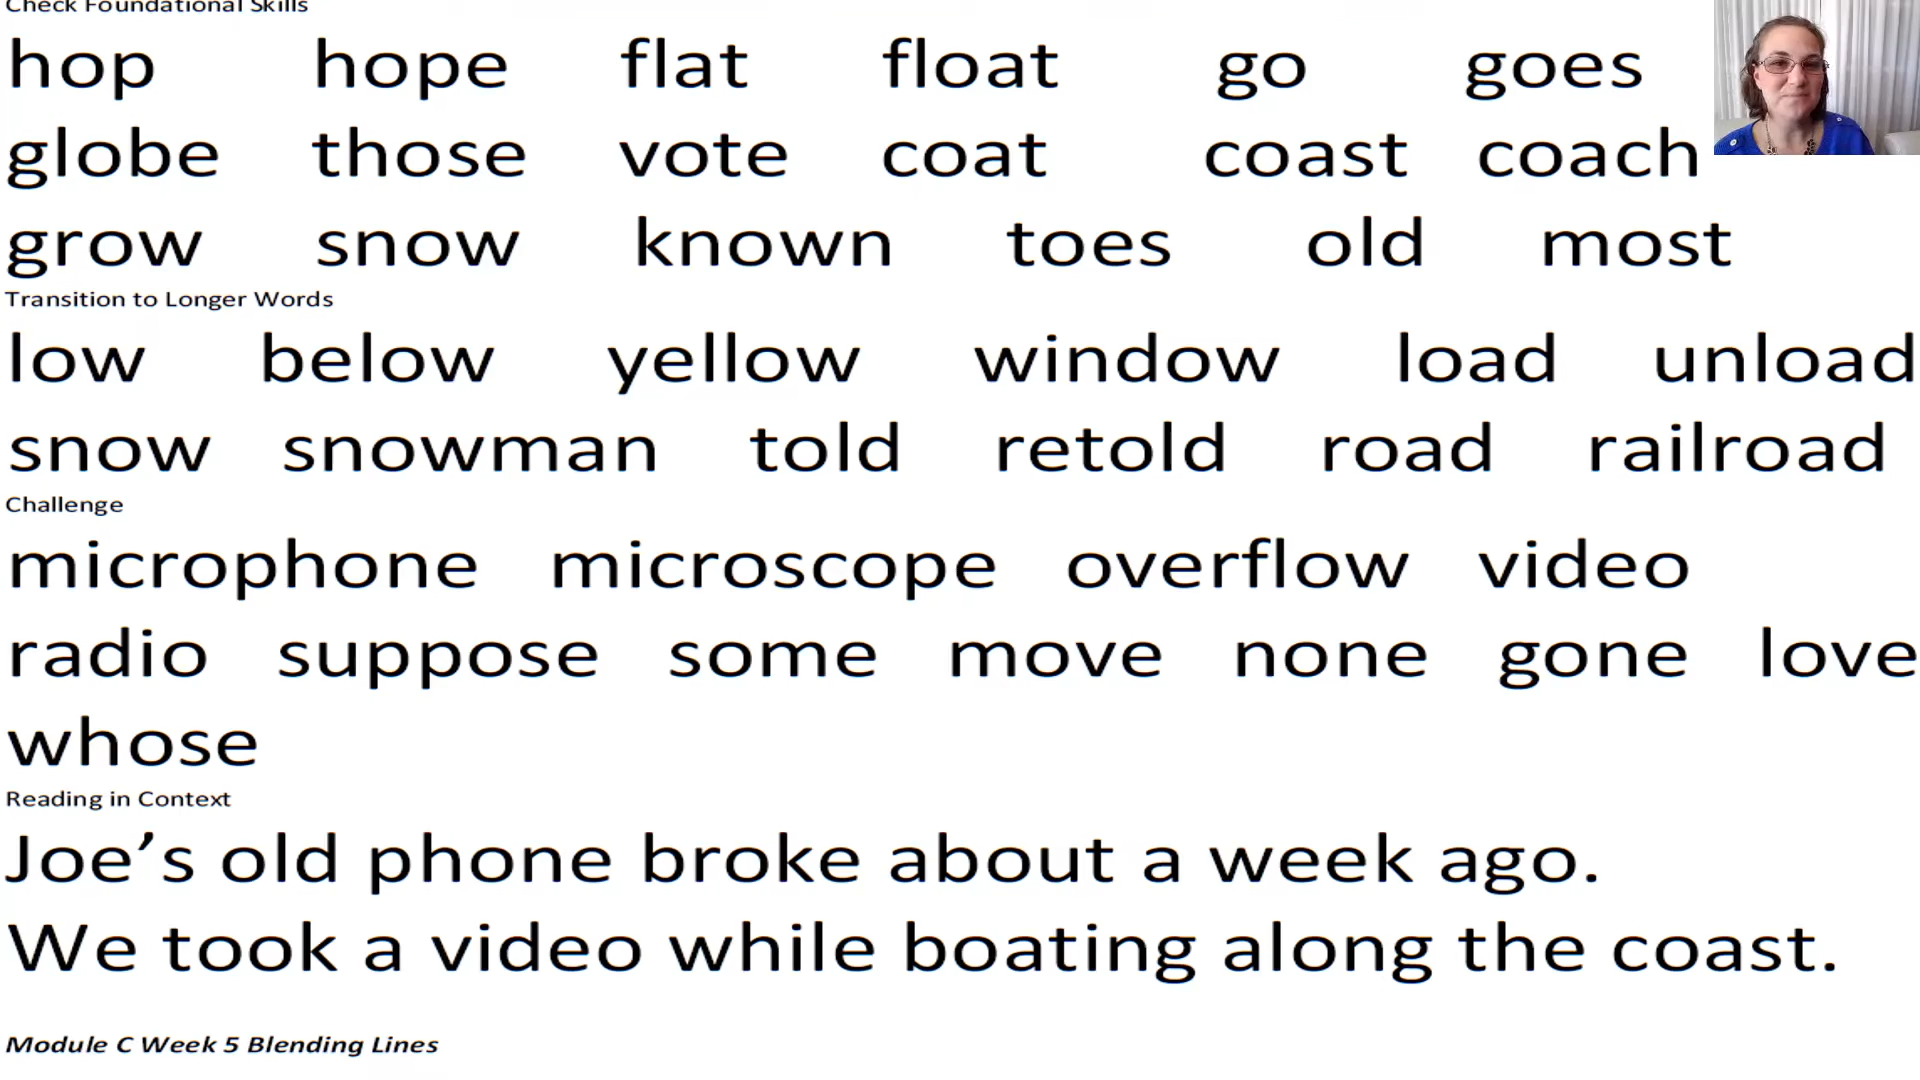 Check Foundational Skills
hop hope flat float go goes
globe those vote coat coast coach
grow snow known toes old most
Transition to Longer Words
low below yellow window load unload
snow snowman told retold road railroad
Challenge
microphone microscope overflow video
radio suppose some move none gone love
whose
Reading in Context
Joe’s old phone broke about a week ago.
We took a video while boating along the coast.
Module C Week 5 Blending Lines